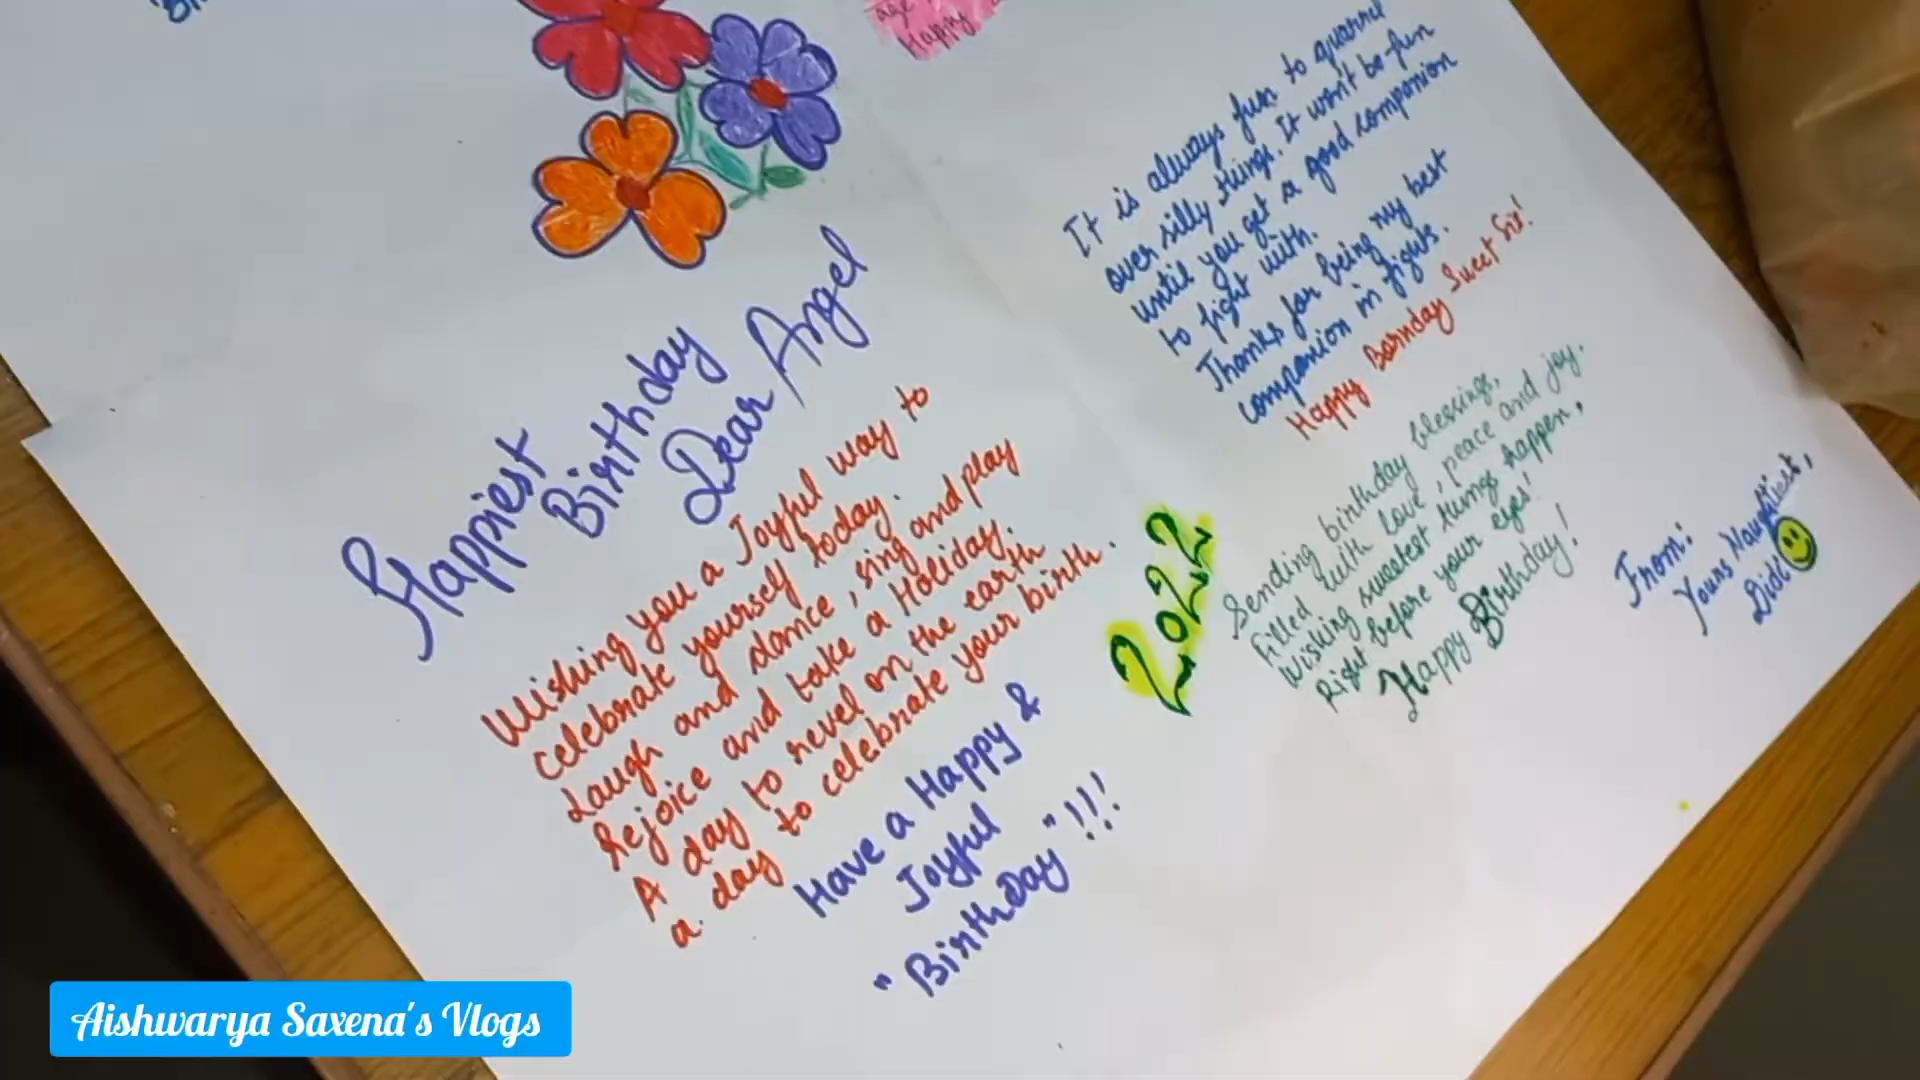 age
Happy
Happiest
Birthday
Dear Angel
Wishing you a Joyful way to
celebrate yourself today.
Laugh and dance, sing and play
Rejoice and take a Holiday.
A day to revel on the earth
a day to celebrate your birth.
Have a Happy &
Joyful
"Birthday"!!!
It is always fun to quarrel
over silly things. It won't be fun
until you get a good companion
to fight with.
Thanks for being my best
companion in fights.
Happy Bornday Sweet Sis!
2022
Sending birthday blessings,
filled with love, peace and joy.
Wishing sweetest things happen,
Right before your eyes!
Happy Birthday!
From:
Yours Naughtiest,
Didi
Aishwarya Saxena's Vlogs